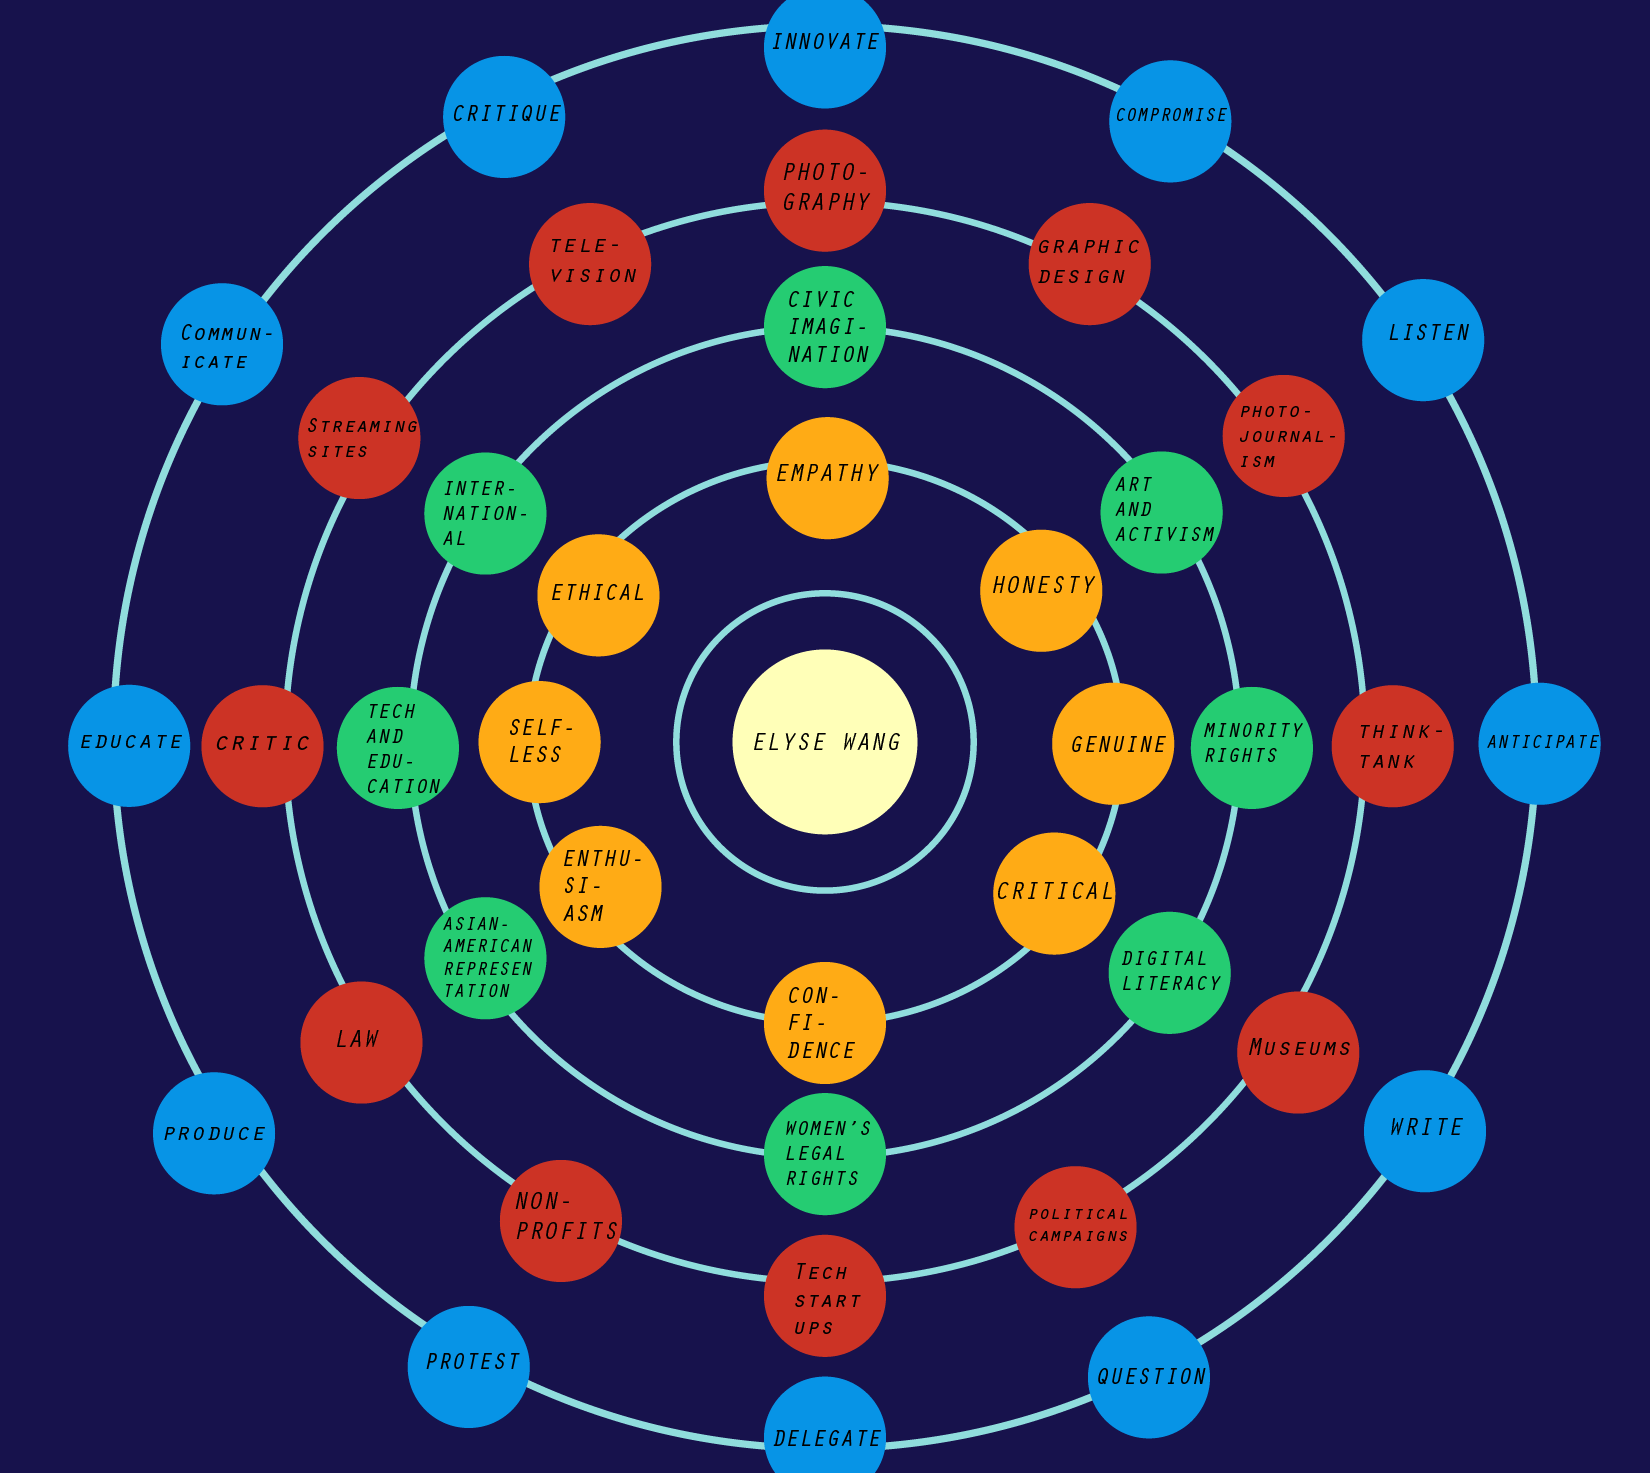 INNOVATE
CRITIQUE
COMPROMISE
PHOTO-
GRAPHY
TELE-
VISION
GRAPHIC
DESIGN
CIVIC
IMAGI-
NATION
COMMUN-
ICATE
LISTEN
STREAMING
SITES
PHOTO-
JOURNAL-
ISM
EMPATHY
INTER-
NATION-
AL
ART
AND
ACTIVISM
ETHICAL
HONESTY
EDUCATE
CRITIC
TECH
AND
EDU-
CATION
SELF-
LESS
ELYSE WANG
GENUINE
MINORITY
RIGHTS
THINK-
TANK
ANTICIPATE
ENTHU-
SI-
ASM
CRITICAL
ASIAN-
AMERICAN
REPRESEN
TATION
DIGITAL
LITERACY
CON-
FI-
DENCE
LAW
MUSEUMS
PRODUCE
WOMEN'S
LEGAL
RIGHTS
WRITE
NON-
PROFITS
POLITICAL
CAMPAIGNS
TECH
START
UPS
PROTEST
QUESTION
DELEGATE